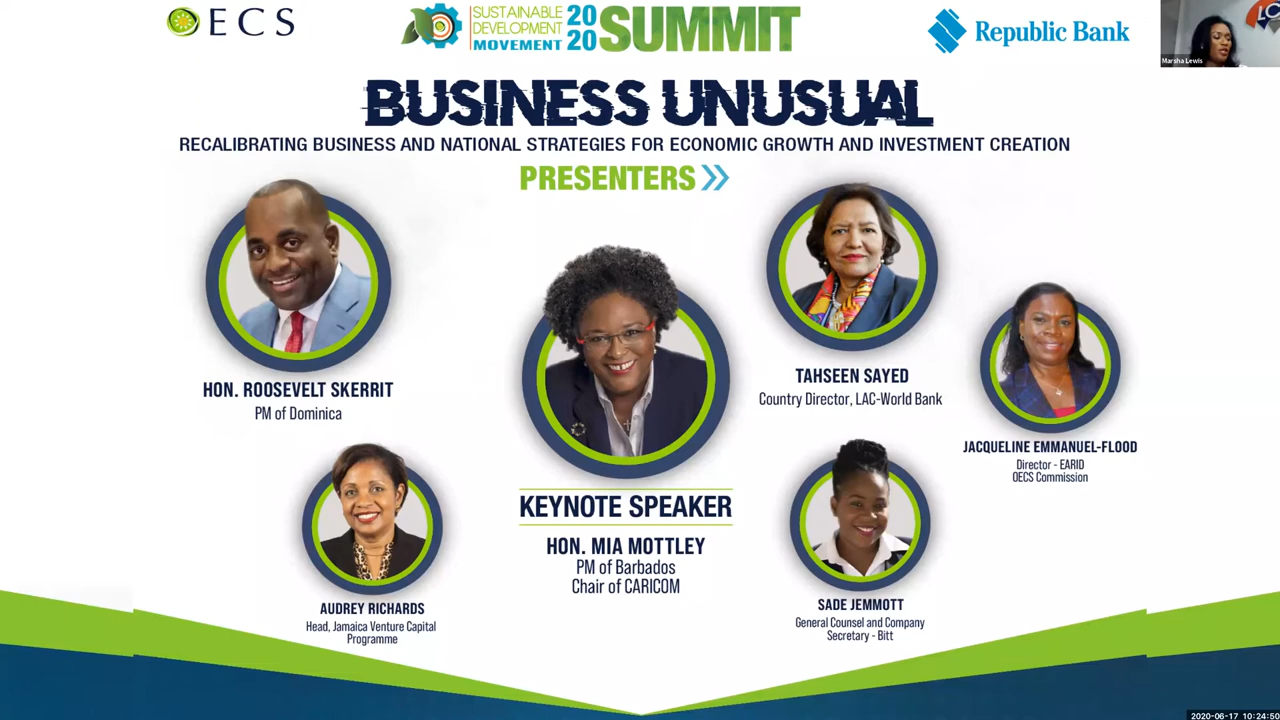 OECS
SUSTAINABLE
DEVELOPMENT
MOVEMENT
20
20
SUMMIT
Republic Bank
LC
Marsha Lewis
BUSINESS UNUSUAL
RECALIBRATING BUSINESS AND NATIONAL STRATEGIES FOR ECONOMIC GROWTH AND INVESTMENT CREATION
PRESENTERS
HON. ROOSEVELT SKERRIT
PM of Dominica
TAHSEEN SAYED
Country Director, LAC-World Bank
JACQUELINE EMMANUEL-FLOOD
Director - EARID
OECS Commission
KEYNOTE SPEAKER
HON. MIA MOTTLEY
PM of Barbados
Chair of CARICOM
AUDREY RICHARDS
Head, Jamaica Venture Capital
Programme
SADE JEMMOTT
General Counsel and Company
Secretary - Bitt
2020-06-17 10:24:50